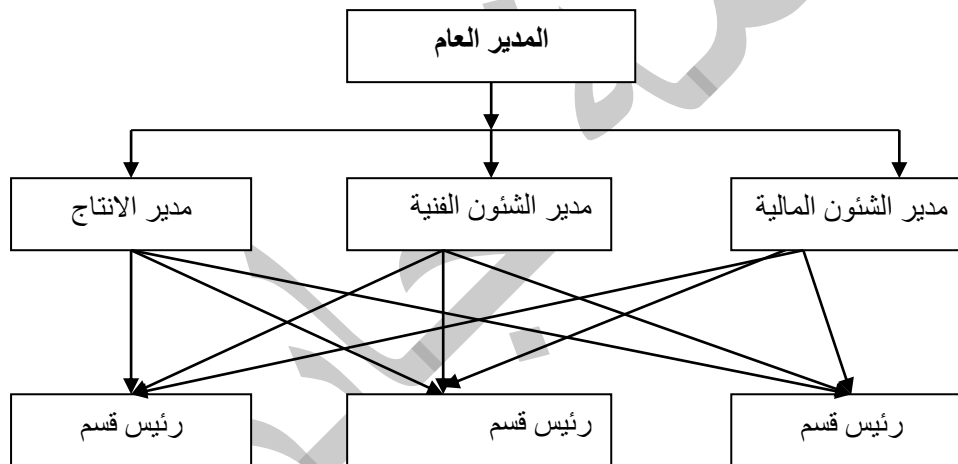 المدير العام
مدير الشئون المالية
مدير الشئون الفنية
مدير الانتاج
رئيس قسم
رئيس قسم
رئيس قسم